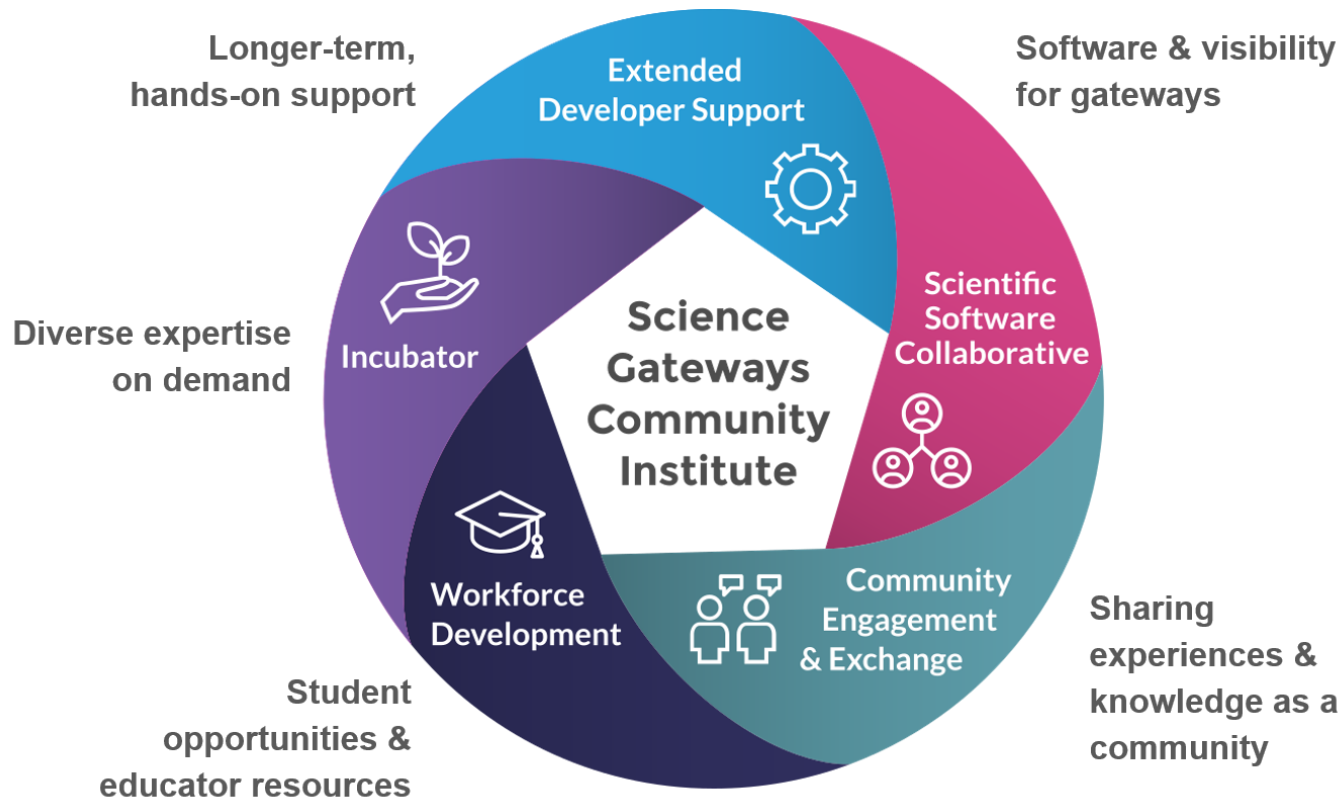 Longer-term,
hands-on support
Extended
Developer Support
Software & visibility
for gateways
Scientific
Software
Collaborative
Science
Gateways
Community
Institute
Diverse expertise
on demand
Incubator
Workforce
Development
Community
Engagement
& Exchange
Sharing
experiences &
knowledge as a
community
Student
opportunities &
educator resources